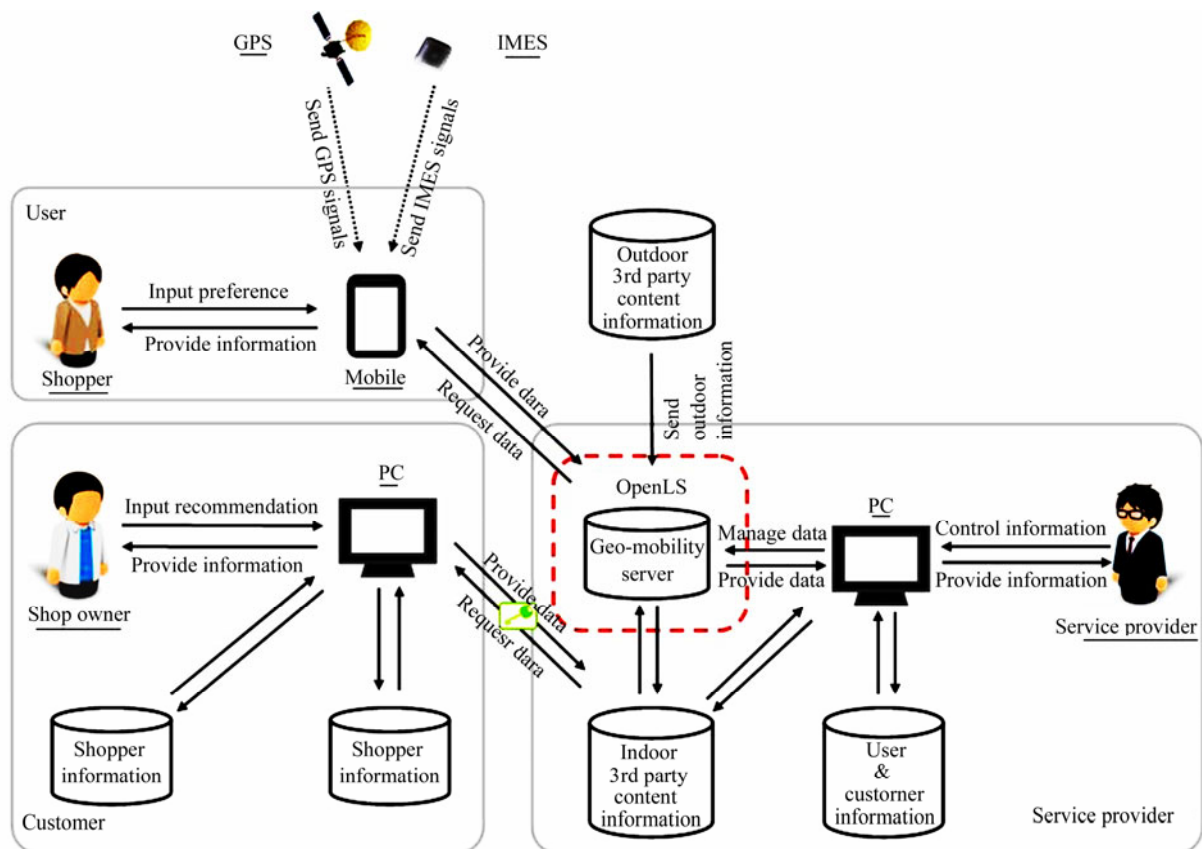 GPS
IMES
Send GPS signals
Send IMES signals
User
Input preference
Provide information
Shopper
Mobile
Outdoor
3rd party
content
information
Provide dara
Request data
Send
outdoor
information
PC
Input recommendation
Provide information
Shop owner
Provide data
Requesr dara
Shopper
information
Shopper
information
Customer
OpenLS
Geo-mobility
server
Manage data
Provide data
PC
Control information
Provide information
Service provider
Indoor
3rd party
content
information
User
&
custorner
information
Service provider